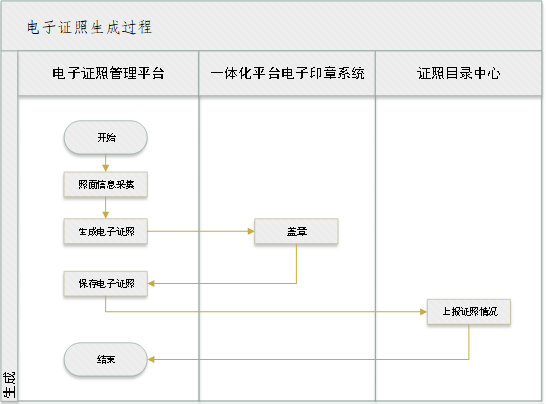 电子证照生成过程
电子证照管理平台
一体化平台电子印章系统
证照目录中心
开始
照面信息采集
生成电子证照
盖章
保存电子证照
上报证照情况
结束
生成